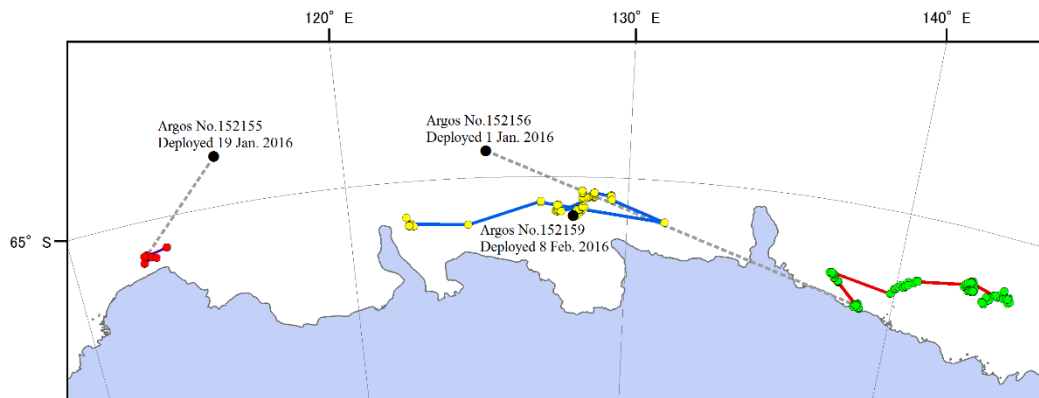 120° E
130° E
140° E
Argos No.152155
Deployed 19 Jan. 2016
Argos No.152156
Deployed 1 Jan. 2016
65° S
Argos No.152159
Deployed 8 Feb. 2016